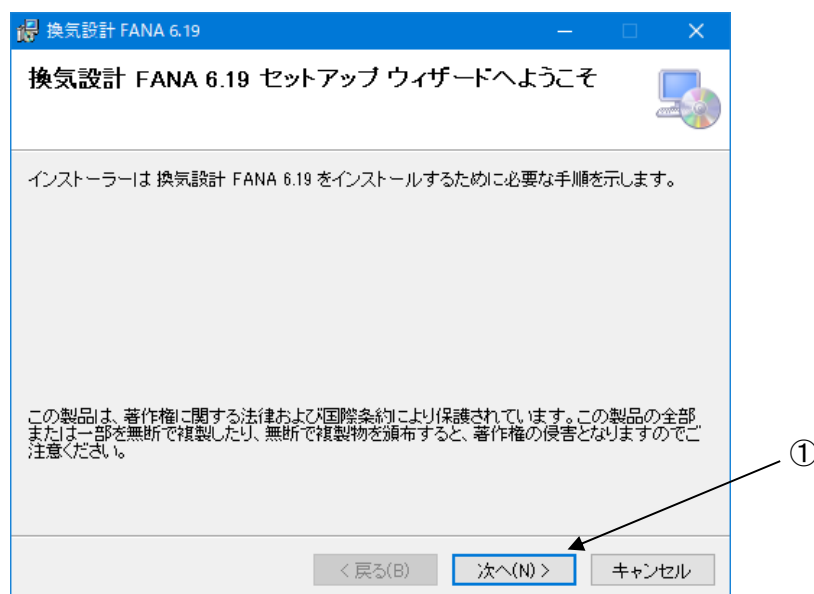 換気設計 FANA 6.19
換気設計 FANA 6.19 セットアップ ウィザードへようこそ
インストーラーは 換気設計 FANA 6.19 をインストールするために必要な手順を示します。
この製品は、著作権に関する法律および国際条約により保護されています。この製品の全部
または一部を無断で複製したり、無断で複製物を頒布すると、著作権の侵害となりますのでご
注意ください。
①
< 戻る(B) 次へ(N) > キャンセル